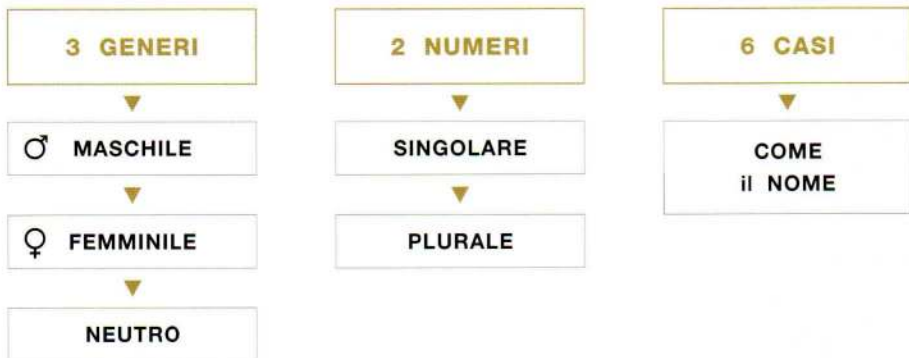 3 GENERI
MASCHILE
FEMMINILE
NEUTRO
2 NUMERI
SINGOLARE
PLURALE
6 CASI
COME
il NOME